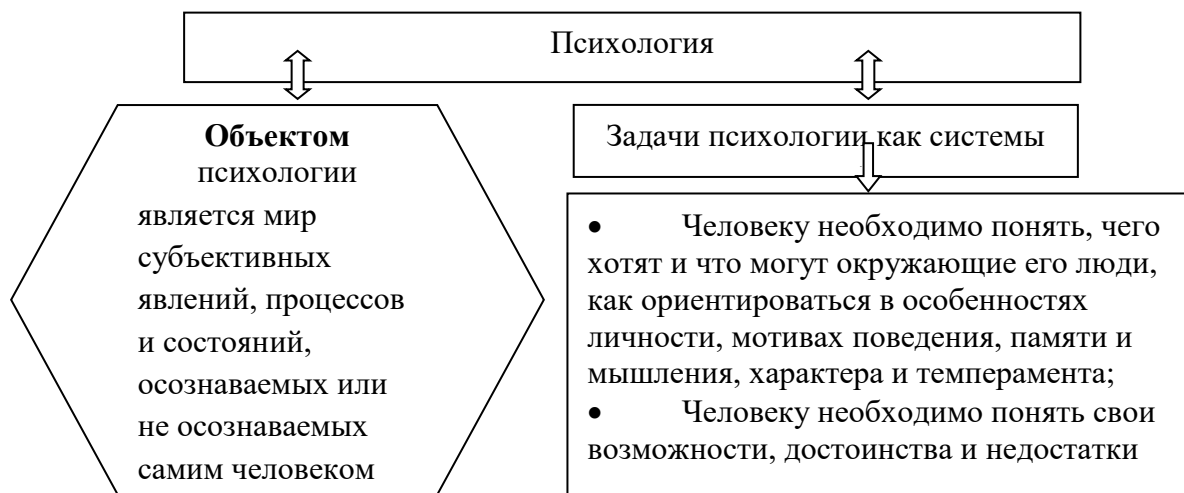 Психология
Объектом
психологии
является мир
субъективных
явлений, процессов
и состояний,
осознаваемых или
не осознаваемых
самим человеком
Задачи психологии как системы
• Человеку необходимо понять, чего
хотят и что могут окружающие его люди,
как ориентироваться в особенностях
личности, мотивах поведения, памяти и
мышления, характера и темперамента;
• Человеку необходимо понять свои
возможности, достоинства и недостатки